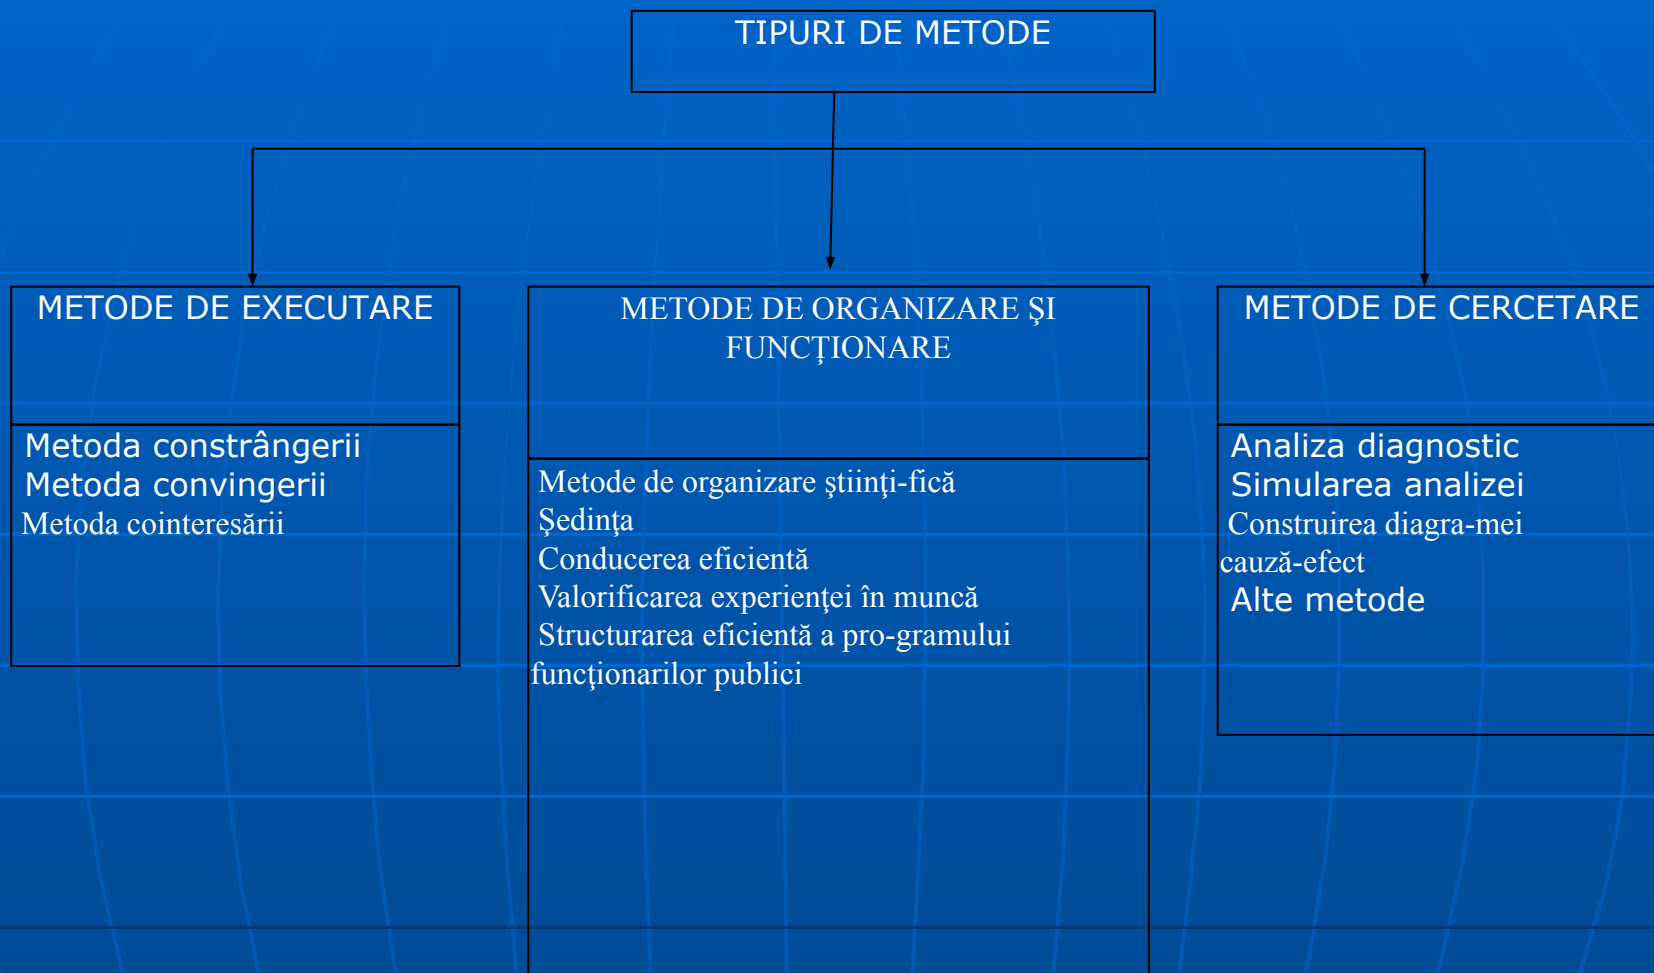 TIPURI DE METODE
METODE DE EXECUTARE
Metoda constrângerii
Metoda convingerii
Metoda cointeresării
METODE DE ORGANIZARE ŞI
FUNCŢIONARE
Metode de organizare ştiinţi-fică
Şedinţa
Conducerea eficientă
Valorificarea experienţei în muncă
Structurarea eficientă a pro-gramului
funcţionarilor publici
METODE DE CERCETARE
Analiza diagnostic
Simularea analizei
Construirea diagra-mei
cauză-efect
Alte metode